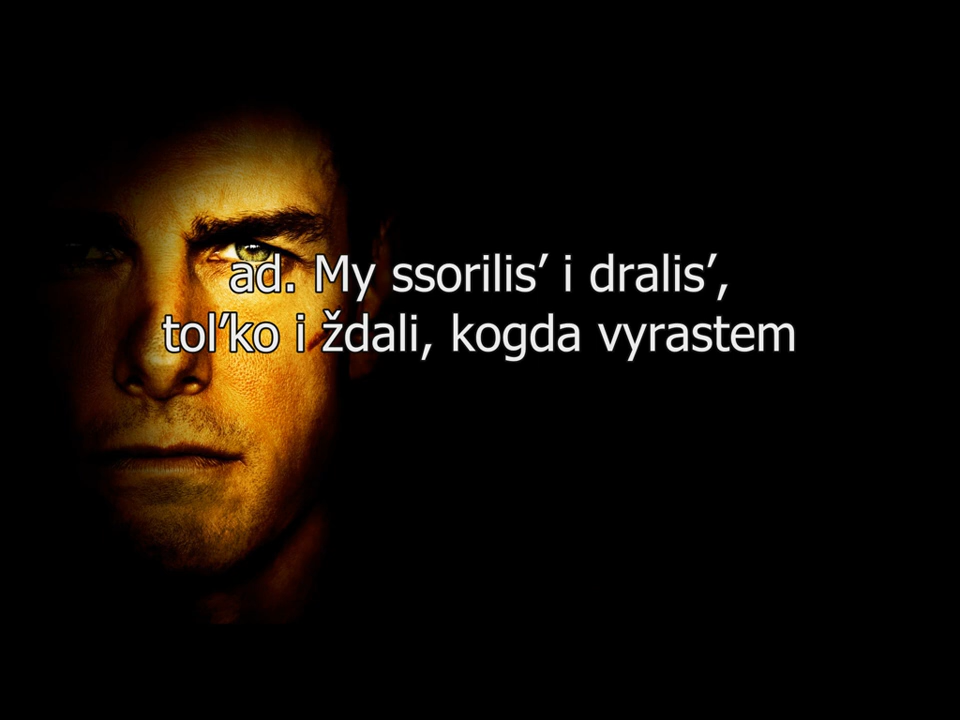 ad. My ssorilis’ i dralis’,
tol’ko i ždali, kogda vyrastem